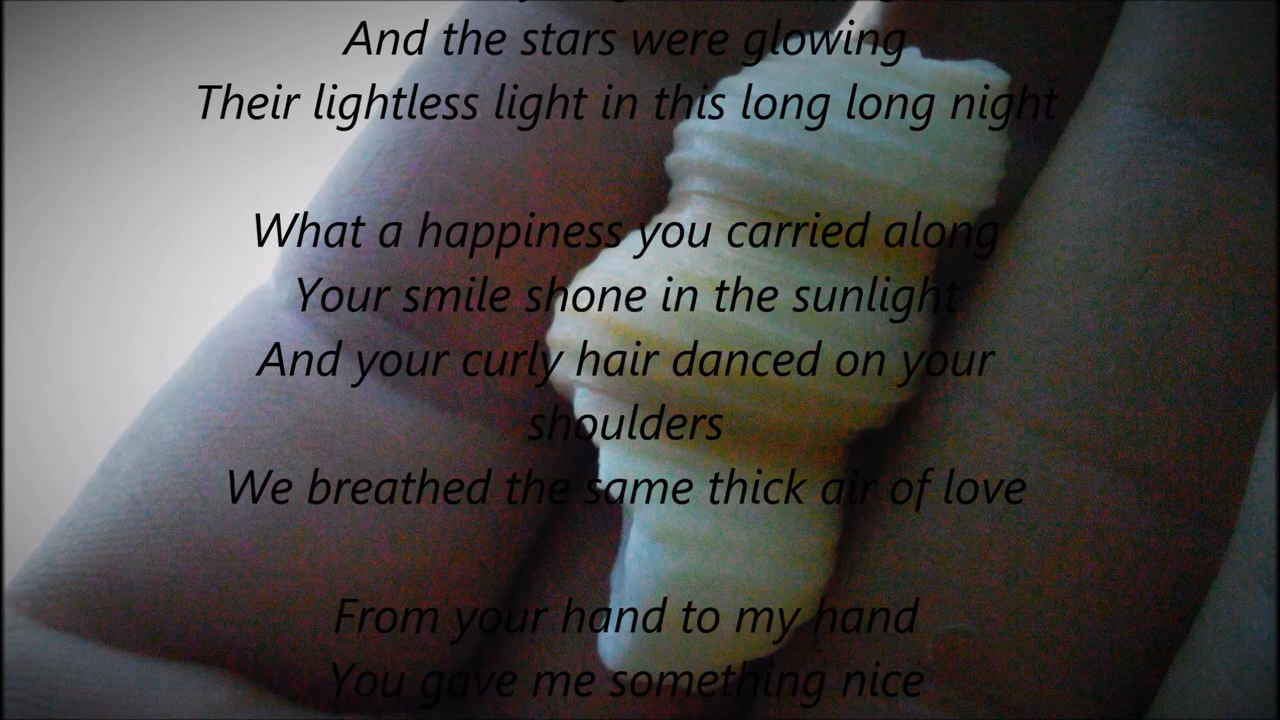 And the stars were glowing
Their lightless light in this long long night
What a happiness you carried along
Your smile shone in the sunlight
And your curly hair danced on your
shoulders
We breathed the same thick air of love
From your hand to my hand
You gave me something nice